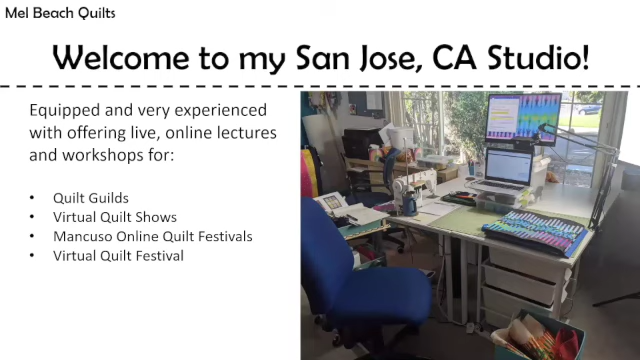 Mel Beach Quilts
Welcome to my San Jose, CA Studio!
Equipped and very experienced
with offering live, online lectures
and workshops for:
• Quilt Guilds
• Virtual Quilt Shows
• Mancuso Online Quilt Festivals
• Virtual Quilt Festival